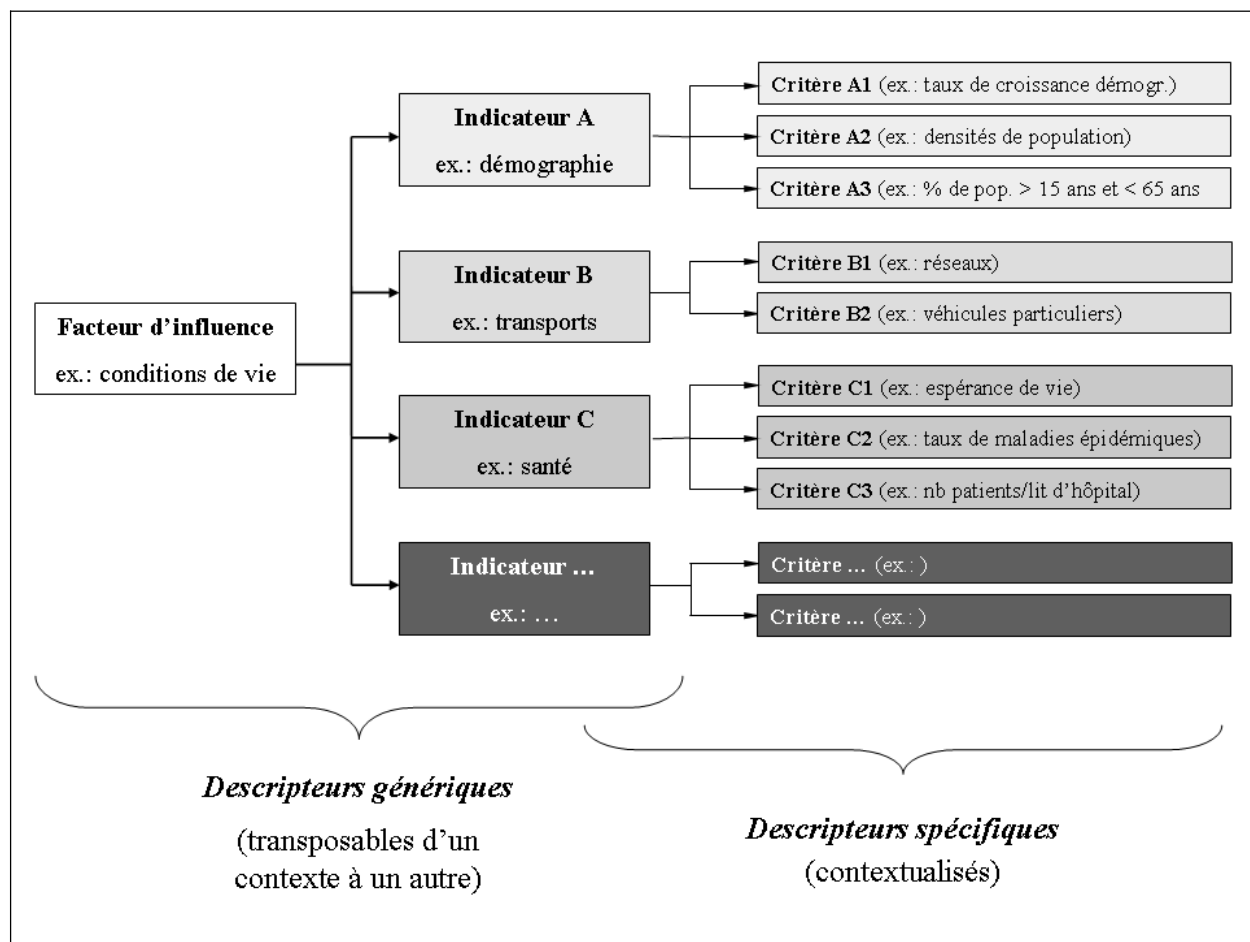 Facteur d'influence
ex.: conditions de vie
Indicateur A
ex.: démographie
Critère A1 (ex.: taux de croissance démogr.)
Critère A2 (ex.: densités de population)
Critère A3 (ex.: % de pop. > 15 ans et < 65 ans
Indicateur B
ex.: transports
Critère B1 (ex.: réseaux)
Critère B2 (ex.: véhicules particuliers)
Indicateur C
ex.: santé
Critère C1 (ex.: espérance de vie)
Critère C2 (ex.: taux de maladies épidémiques)
Critère C3 (ex.: nb patients/lit d'hôpital)
Indicateur …
ex.: …
Critère … (ex.: )
Critère … (ex.: )
Descripteurs génériques
(transposables d'un
contexte à un autre)
Descripteurs spécifiques
(contextualisés)